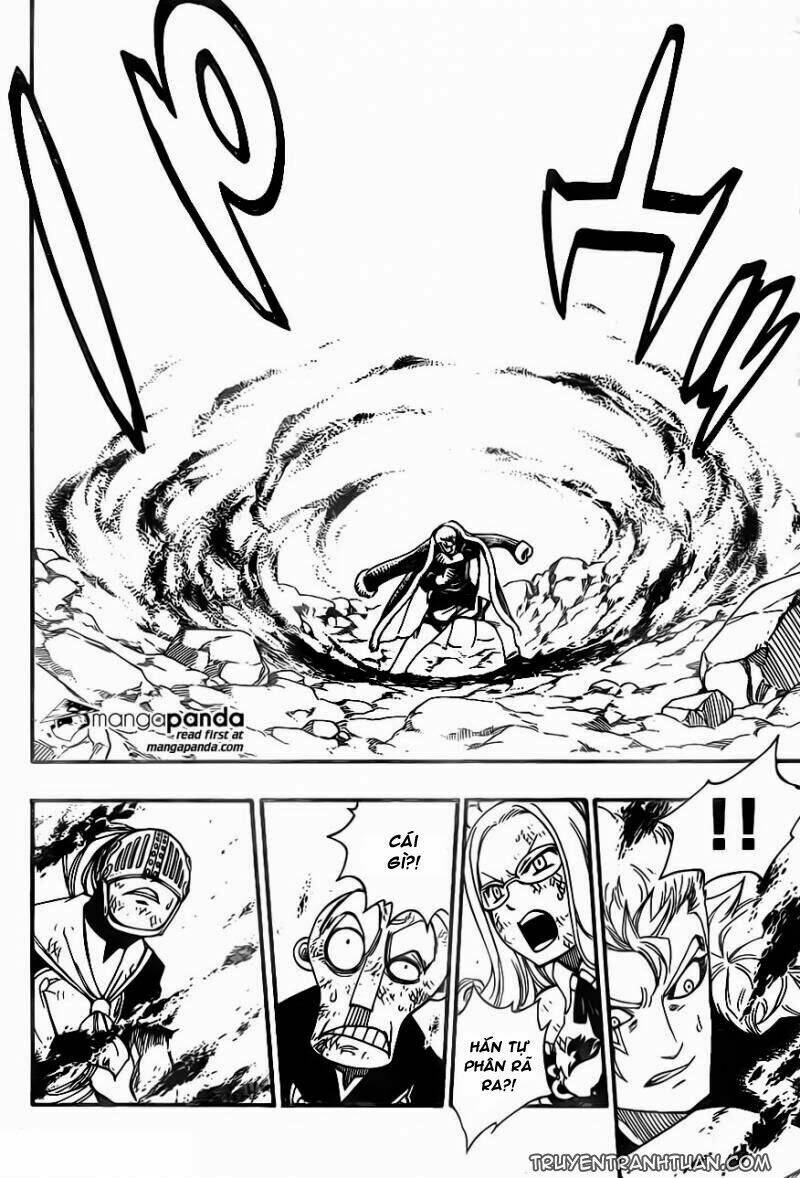 mangapanda
read first at
mangapanda.com
CÁI
GÌ?!
HẮN TỰ
PHÂN RÃ
RA?!
!!
TRUYENTRANHTUAN.COM